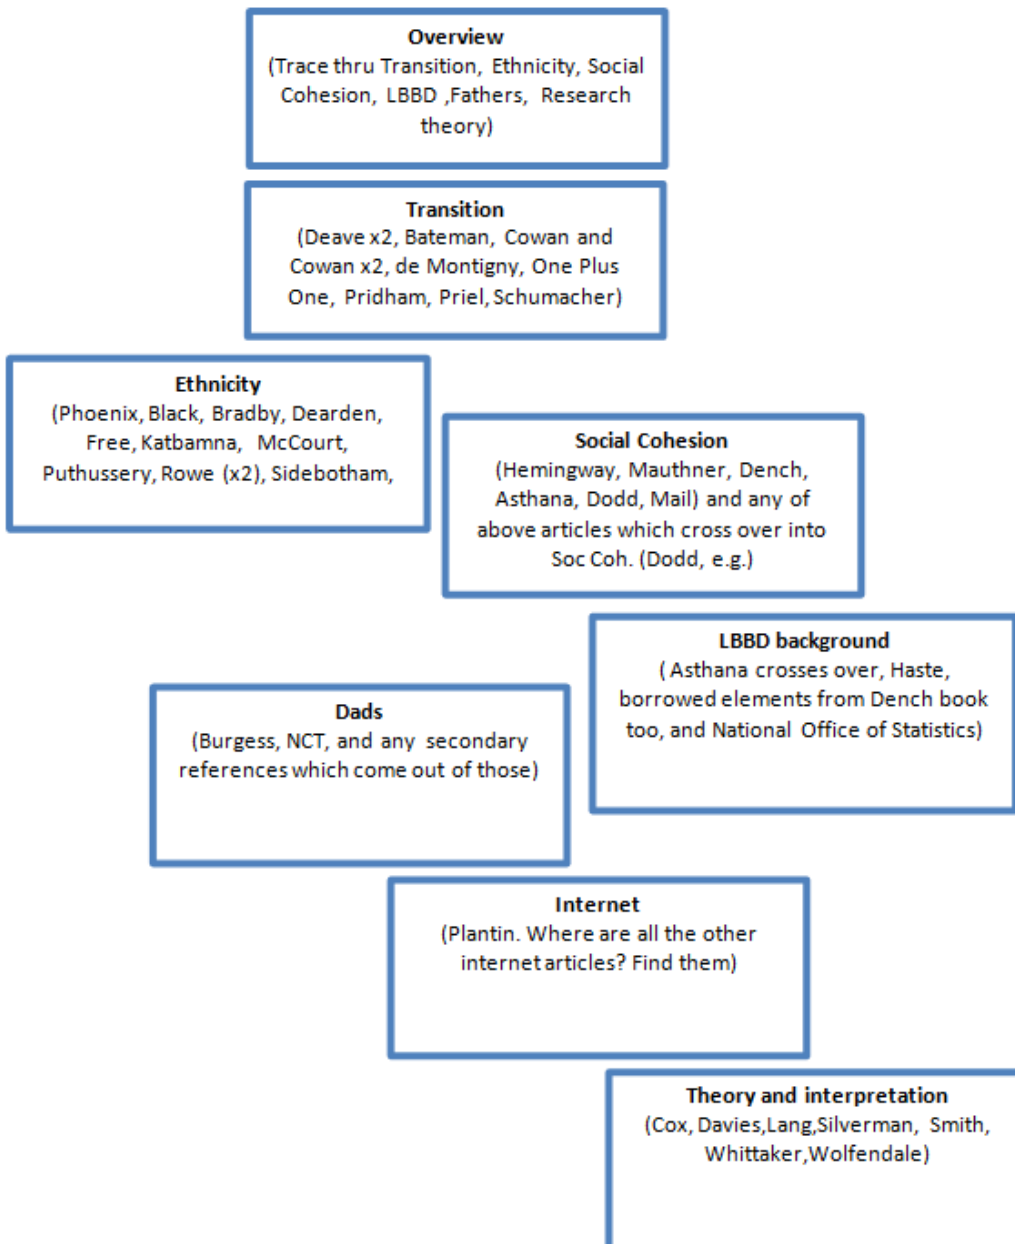 Overview
(Trace thru Transition, Ethnicity, Social
Cohesion, LBBD ,Fathers, Research
theory)
Transition
(Deave x2, Bateman, Cowan and
Cowan x2, de Montigny, One Plus
One, Pridham, Priel, Schumacher)
Ethnicity
(Phoenix, Black, Bradby, Dearden,
Free, Katbamna, McCourt,
Puthussery, Rowe (x2), Sidebotham,
Social Cohesion
(Hemingway, Mauthner, Dench,
Asthana, Dodd, Mail) and any of
above articles which cross over into
Soc Coh. (Dodd, e.g.)
LBBD background
( Asthana crosses over, Haste,
borrowed elements from Dench book
too, and National Office of Statistics)
Dads
(Burgess, NCT, and any secondary
references which come out of those)
Internet
(Plantin. Where are all the other
internet articles? Find them)
Theory and interpretation
(Cox, Davies,Lang,Silverman, Smith,
Whittaker,Wolfendale)